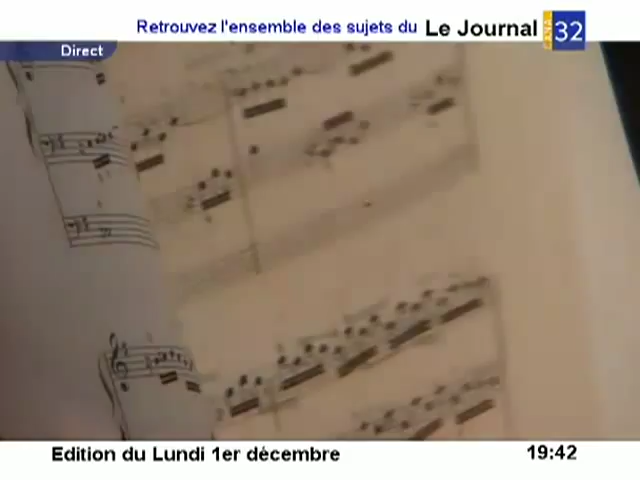 Retrouvez l'ensemble des sujets du Le Journal 32
Direct
Edition du Lundi 1er décembre 19:42